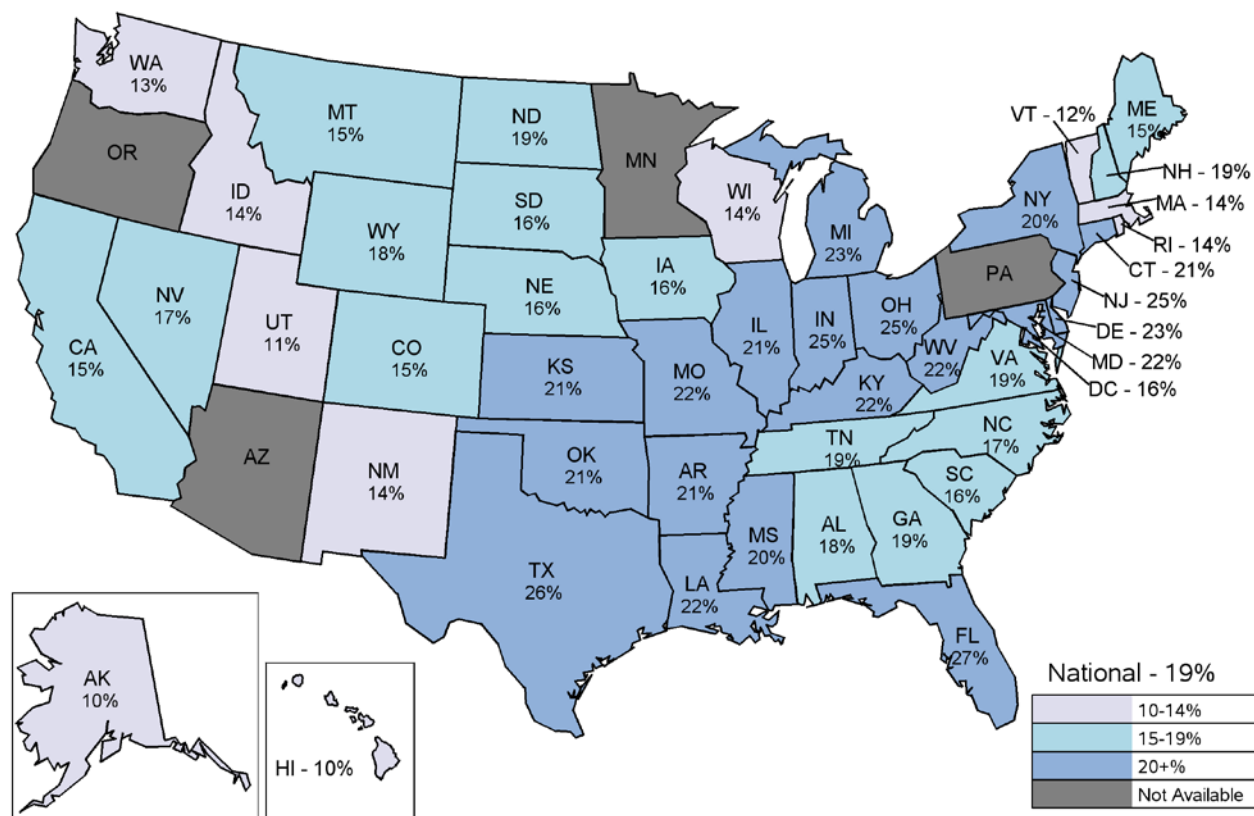 WA
13%
OR
ID
14%
MT
15%
ND
19%
MN
SD
16%
WY
18%
NE
16%
IA
16%
WI
14%
MI
23%
NY
20%
VT - 12%
ME
15%
NH - 19%
MA - 14%
RI - 14%
CT - 21%
NJ - 25%
DE - 23%
MD - 22%
DC - 16%
PA
CA
15%
NV
17%
UT
11%
CO
15%
KS
21%
MO
22%
IL
21%
IN
25%
OH
25%
WV
22%
VA
19%
KY
22%
AZ
NM
14%
OK
21%
AR
21%
TN
19%
NC
17%
SC
16%
TX
26%
LA
22%
MS
20%
AL
18%
GA
19%
FL
27%
AK
10%
HI - 10%
National - 19%
10-14%
15-19%
20+%
Not Available